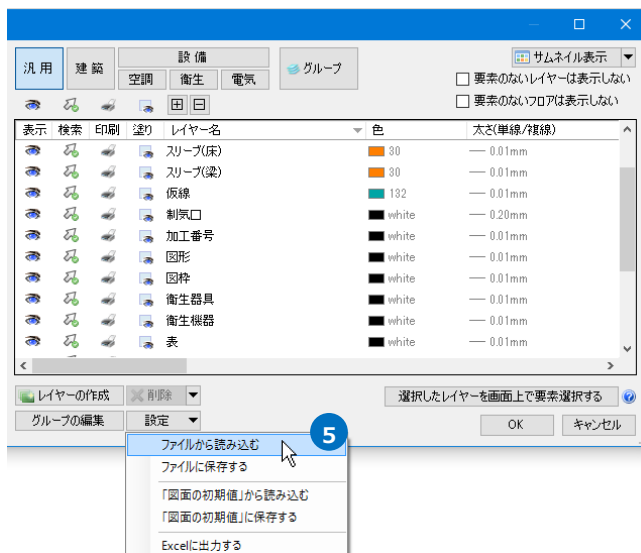 汎用 建築 設備 グループ サムネイル表示
空調 衛生 電気
要素のないレイヤーは表示しない
要素のないフロアは表示しない
表示 検索 印刷 塗り レイヤー名 色 太さ(単線/複線)
スリーブ(床) 30 0.01mm
スリーブ(梁) 30 0.01mm
仮線 132 0.01mm
制気口 white 0.20mm
加工番号 white 0.01mm
図形 white 0.01mm
図枠 white 0.01mm
衛生器具 white 0.01mm
衛生機器 white 0.01mm
表 white 0.01mm
レイヤーの作成 削除 選択したレイヤーを画面上で要素選択する
グループの編集 設定 OK キャンセル
5
ファイルから読み込む
ファイルに保存する
「図面の初期値」から読み込む
「図面の初期値」に保存する
Excelに出力する